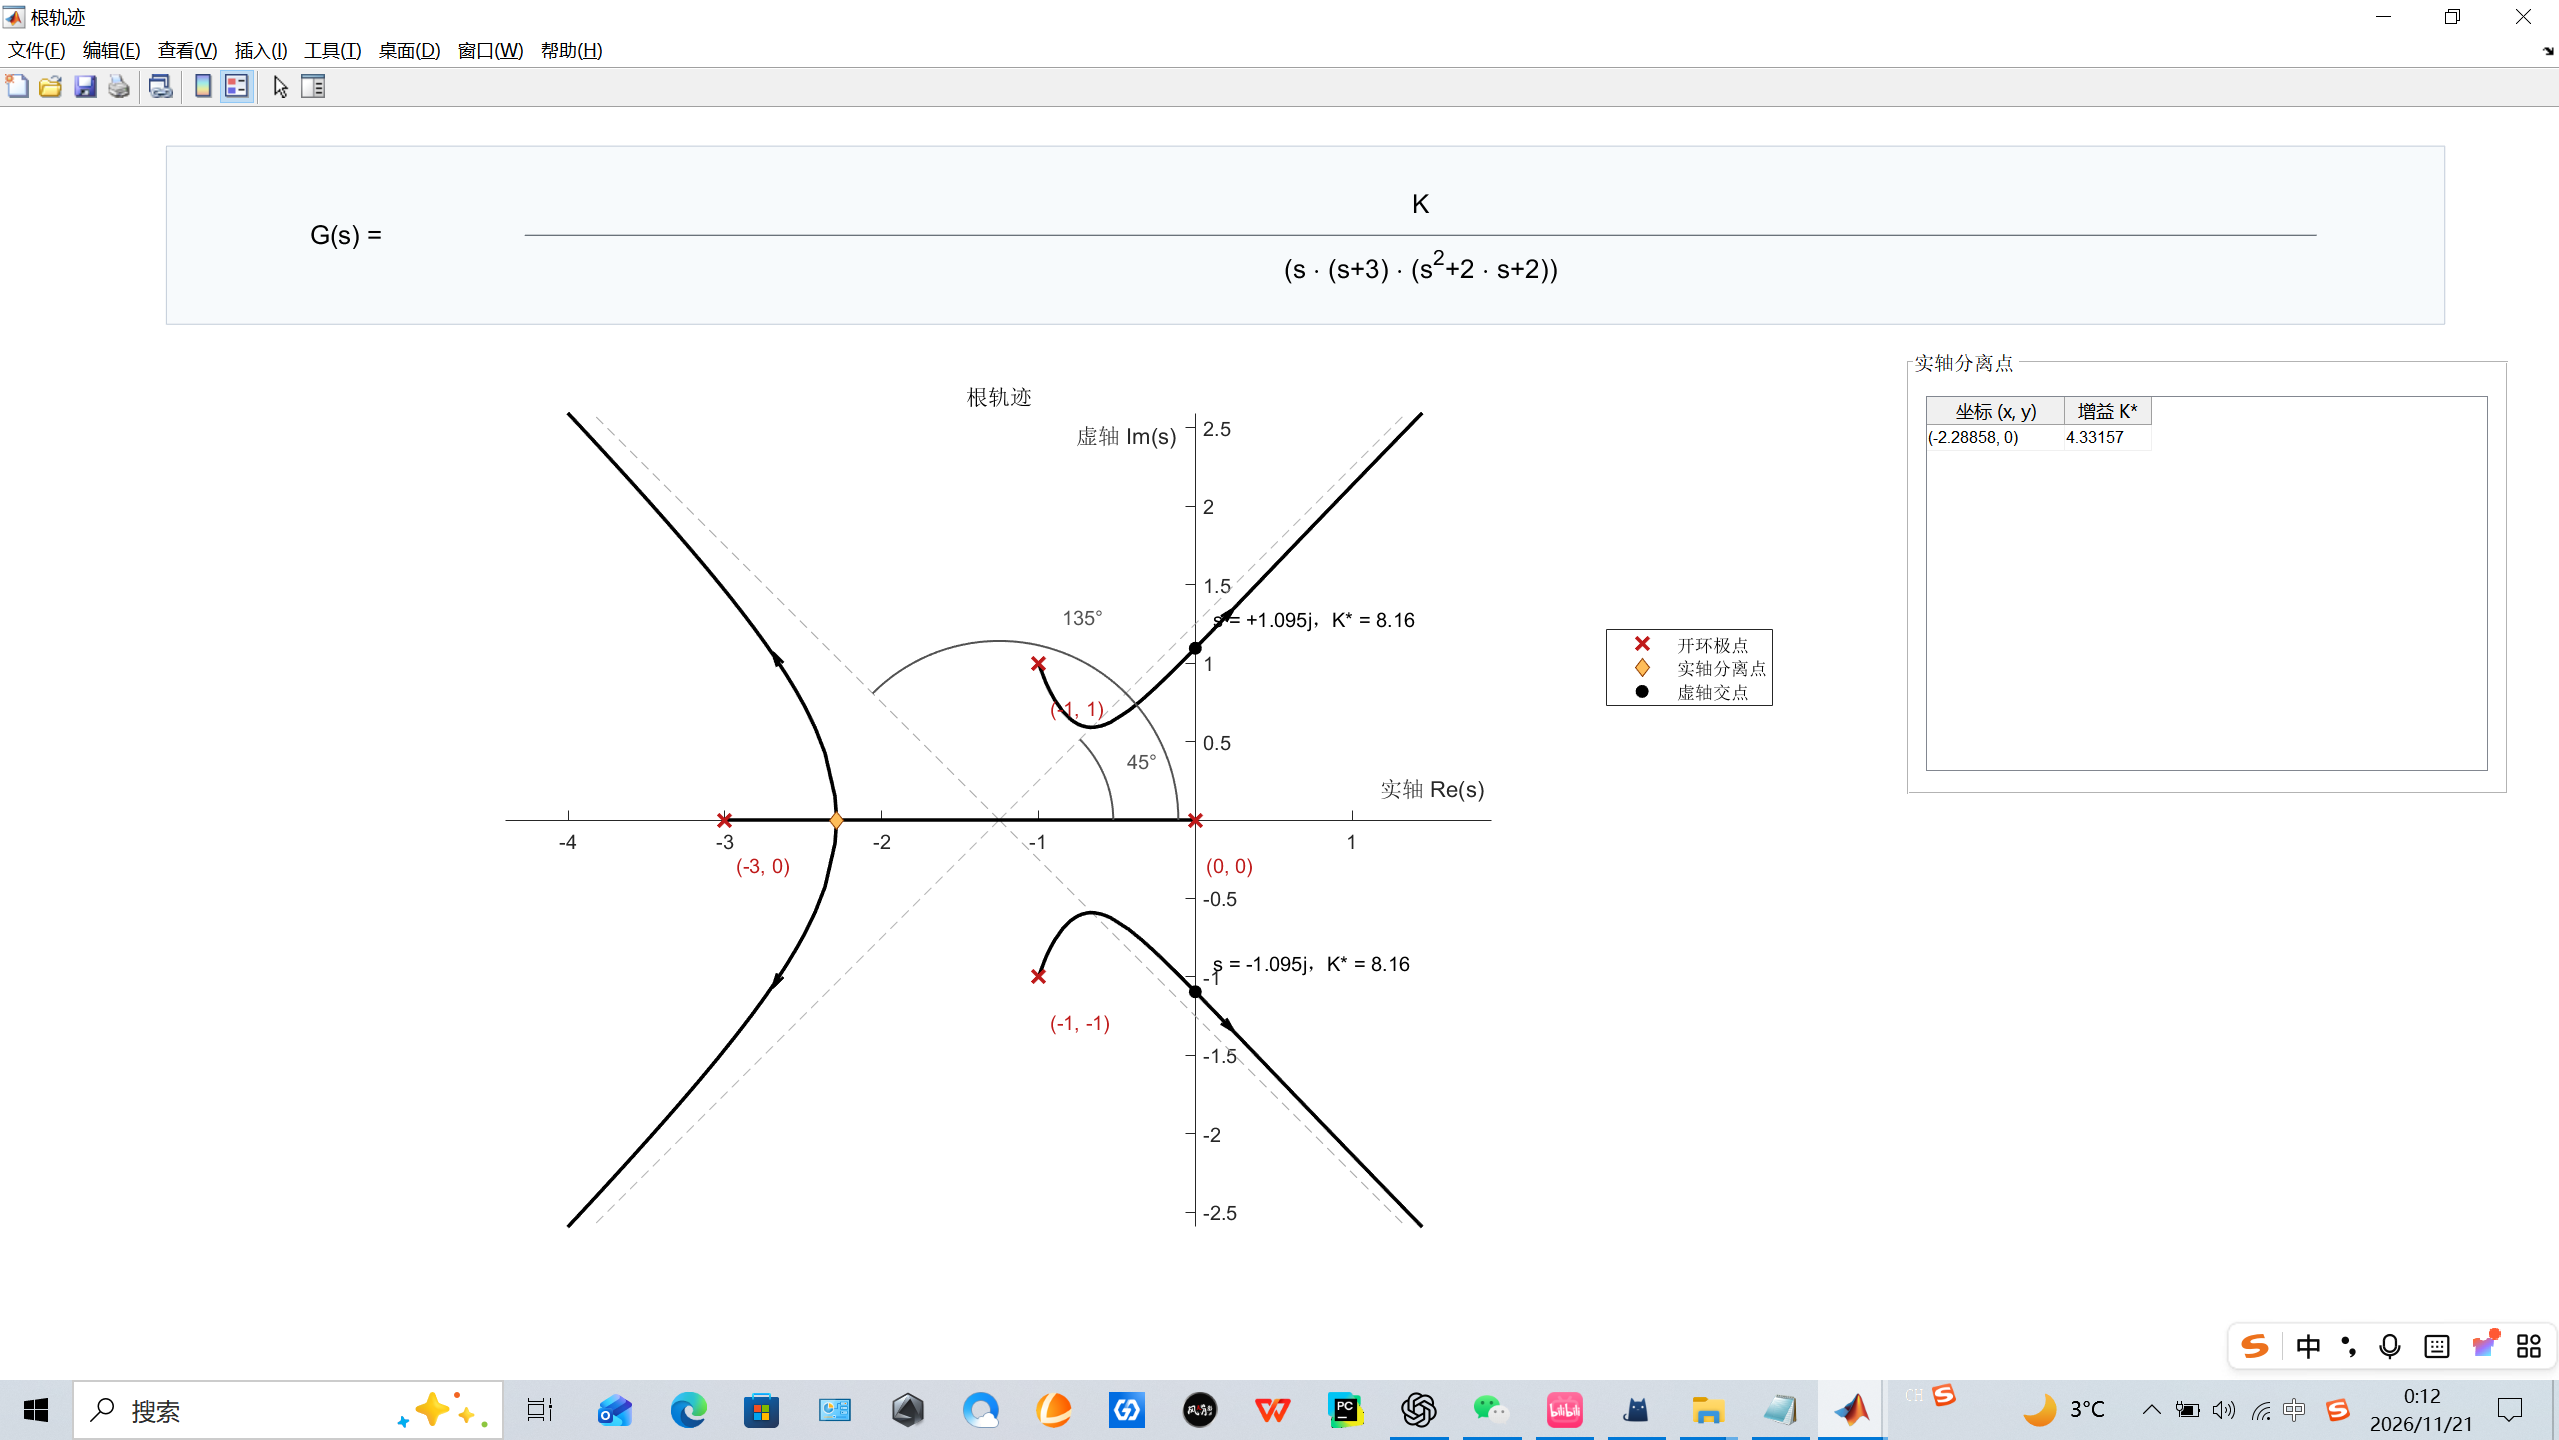 根轨迹
文件(F) 编辑(E) 查看(V) 插入(I) 工具(T) 桌面(D) 窗口(W) 帮助(H)
K
G(s) =
(s · (s+3) · (s²+2 · s+2))
实轴分离点
坐标 (x, y) 增益 K*
(-2.28858, 0) 4.33157
根轨迹
虚轴 Im(s)
2.5
2
1.5
135°
s = +1.095j, K* = 8.16
1
开环极点
实轴分离点
虚轴交点
(-1, 1)
0.5
45°
实轴 Re(s)
-4 -3 -2 -1 1
(-3, 0) (0, 0)
-0.5
s = -1.095j, K* = 8.16
-1
(-1, -1)
-1.5
-2
-2.5
中
搜索
PC
bilibili
CH
3°C
中
0:12
2026/11/21